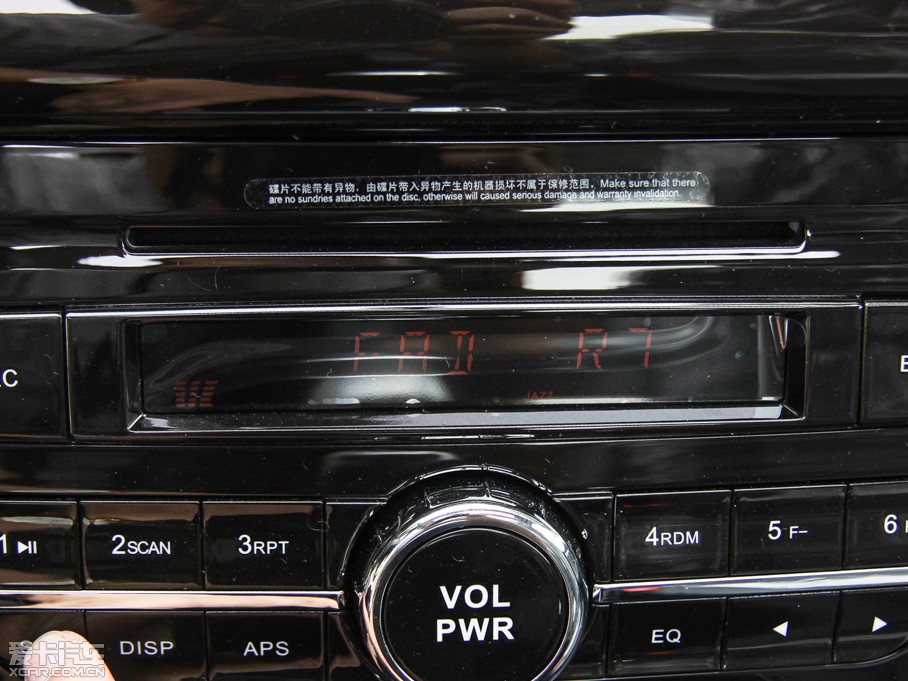 碟片不能带有异物，由碟片带入异物产生的机器损坏不属于保修范围。Make sure that there
are no sundries attached on the disc, otherwise will caused serious damage and warranty invalidation.
FAD R7
JAZZ
C
E
1 ▶II
2SCAN
3RPT
4RDM
5 F-
6
VOL
PWR
DISP
APS
EQ
◀
▶
爱卡汽车
XCAR.COM.CN